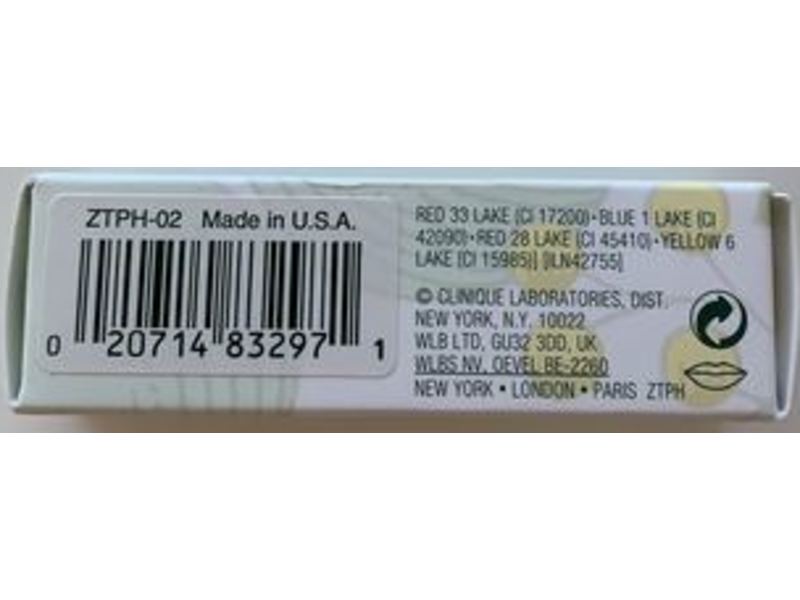 ZTPH-02 Made in U.S.A.
0 20714 83297 1
RED 33 LAKE (CI 17200)•BLUE 1 LAKE (CI
42090)•RED 28 LAKE (CI 45410)•YELLOW 6
LAKE (CI 15985)] [ILN42755]
© CLINIQUE LABORATORIES, DIST.
NEW YORK, N.Y. 10022
WLB LTD, GU32 3DD, UK
WLBS NV, OEVEL BE-2260
NEW YORK • LONDON • PARIS ZTPH